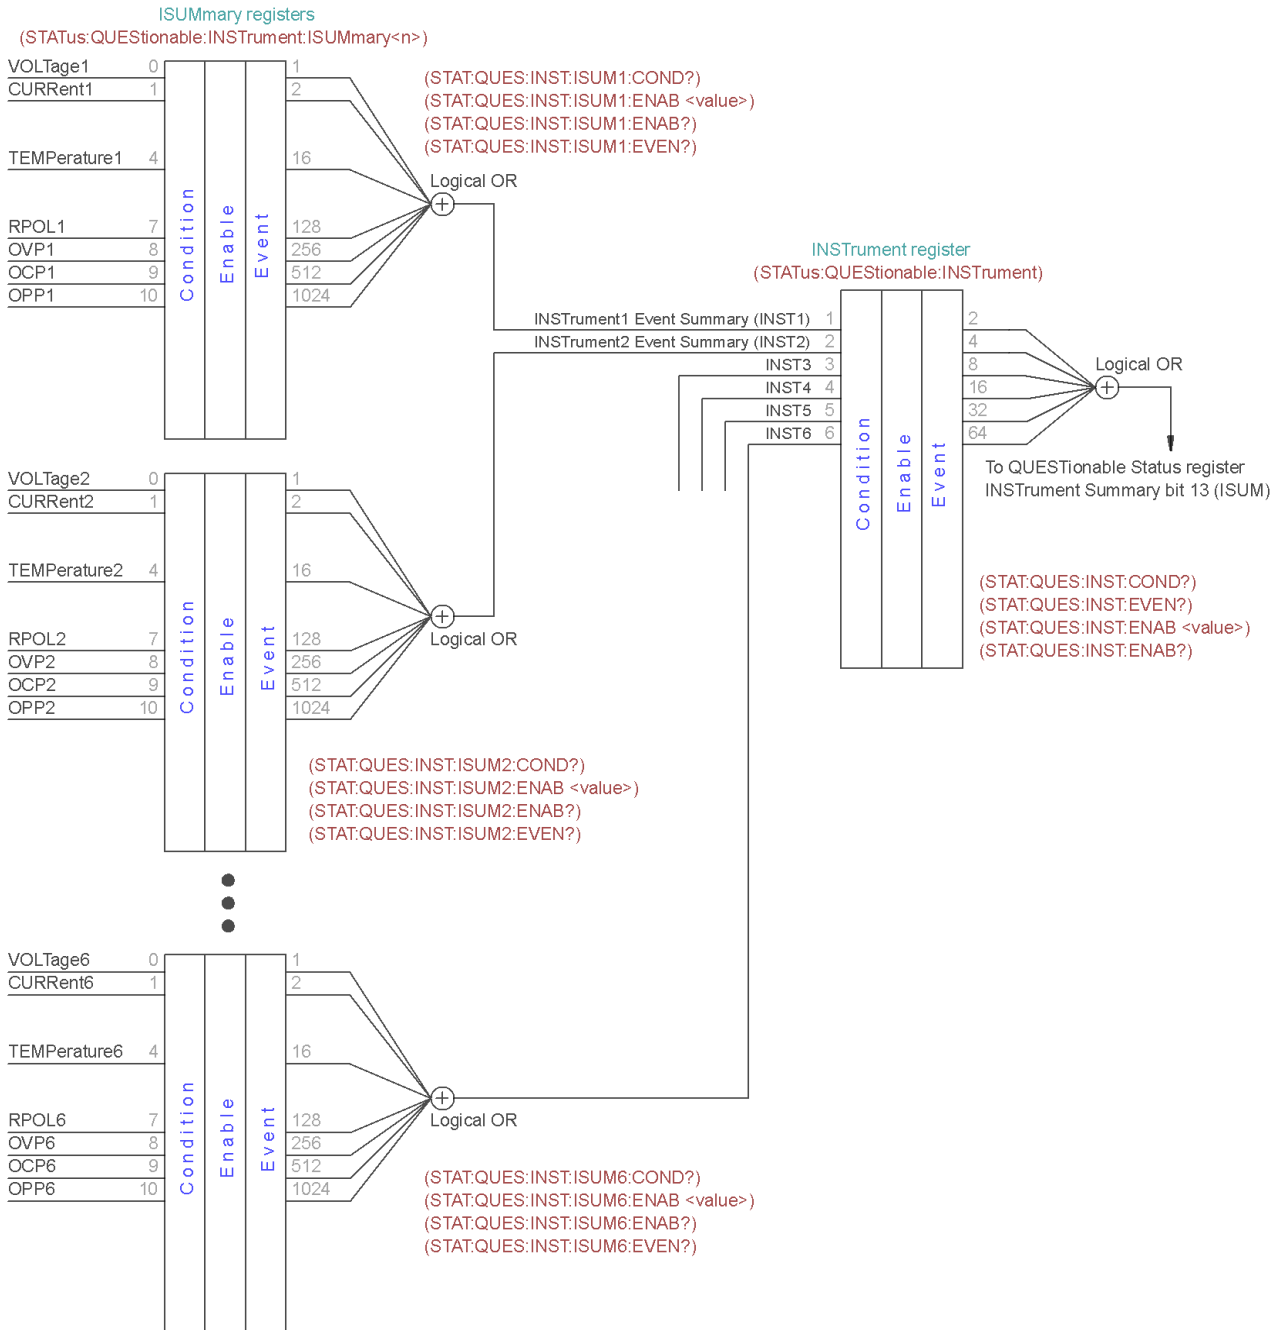 ISUMmary registers
(STATus:QUEStionable:INSTrument:ISUMmary<n>)
VOLTage1 0 1
CURRent1 1 2
TEMPerature1 4 16
RPOL1 7 128
OVP1 8 256
OCP1 9 512
OPP1 10 1024
Condition
Enable
Event
(STAT:QUES:INST:ISUM1:COND?)
(STAT:QUES:INST:ISUM1:ENAB <value>)
(STAT:QUES:INST:ISUM1:ENAB?)
(STAT:QUES:INST:ISUM1:EVEN?)
Logical OR
INSTrument register
(STATus:QUEStionable:INSTrument)
INSTrument1 Event Summary (INST1) 1 2
INSTrument2 Event Summary (INST2) 2 4
INST3 3 8
INST4 4 16
INST5 5 32
INST6 6 64
Condition
Enable
Event
Logical OR
To QUESTionable Status register
INSTrument Summary bit 13 (ISUM)
(STAT:QUES:INST:COND?)
(STAT:QUES:INST:EVEN?)
(STAT:QUES:INST:ENAB <value>)
(STAT:QUES:INST:ENAB?)
VOLTage2 0 1
CURRent2 1 2
TEMPerature2 4 16
RPOL2 7 128
OVP2 8 256
OCP2 9 512
OPP2 10 1024
Condition
Enable
Event
Logical OR
(STAT:QUES:INST:ISUM2:COND?)
(STAT:QUES:INST:ISUM2:ENAB <value>)
(STAT:QUES:INST:ISUM2:ENAB?)
(STAT:QUES:INST:ISUM2:EVEN?)
VOLTage6 0 1
CURRent6 1 2
TEMPerature6 4 16
RPOL6 7 128
OVP6 8 256
OCP6 9 512
OPP6 10 1024
Condition
Enable
Event
Logical OR
(STAT:QUES:INST:ISUM6:COND?)
(STAT:QUES:INST:ISUM6:ENAB <value>)
(STAT:QUES:INST:ISUM6:ENAB?)
(STAT:QUES:INST:ISUM6:EVEN?)